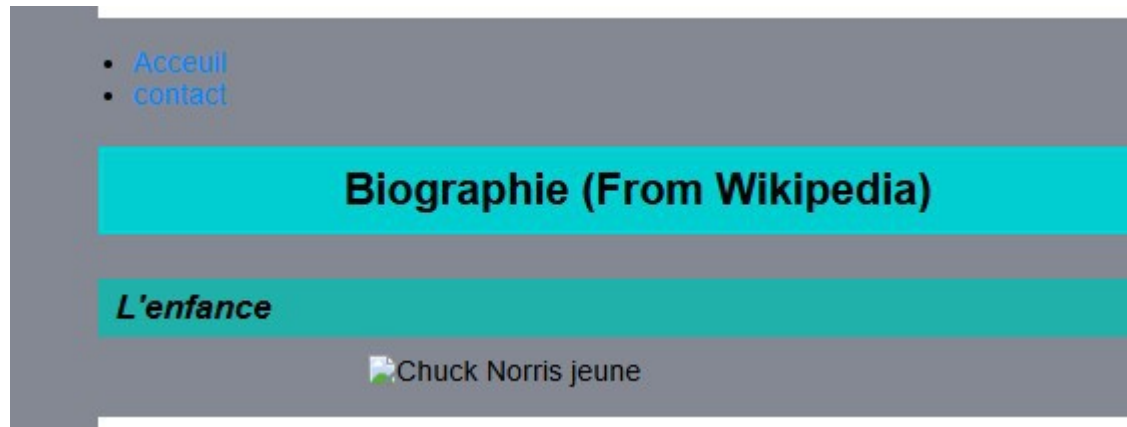 Acceuil
contact
Biographie (From Wikipedia)
L'enfance
Chuck Norris jeune